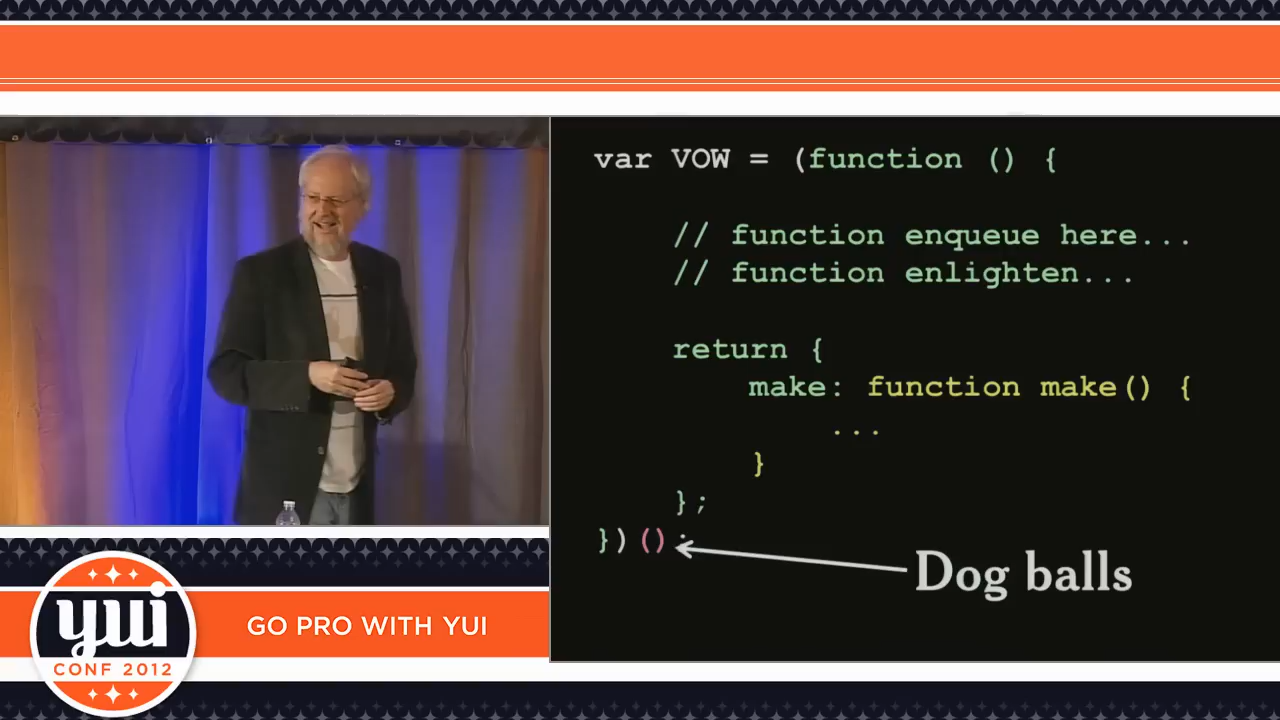 var VOW = (function () {
// function enqueue here...
// function enlighten...
return {
make: function make() {
...
}
};
})();
Dog balls
yui
CONF 2012
GO PRO WITH YUI